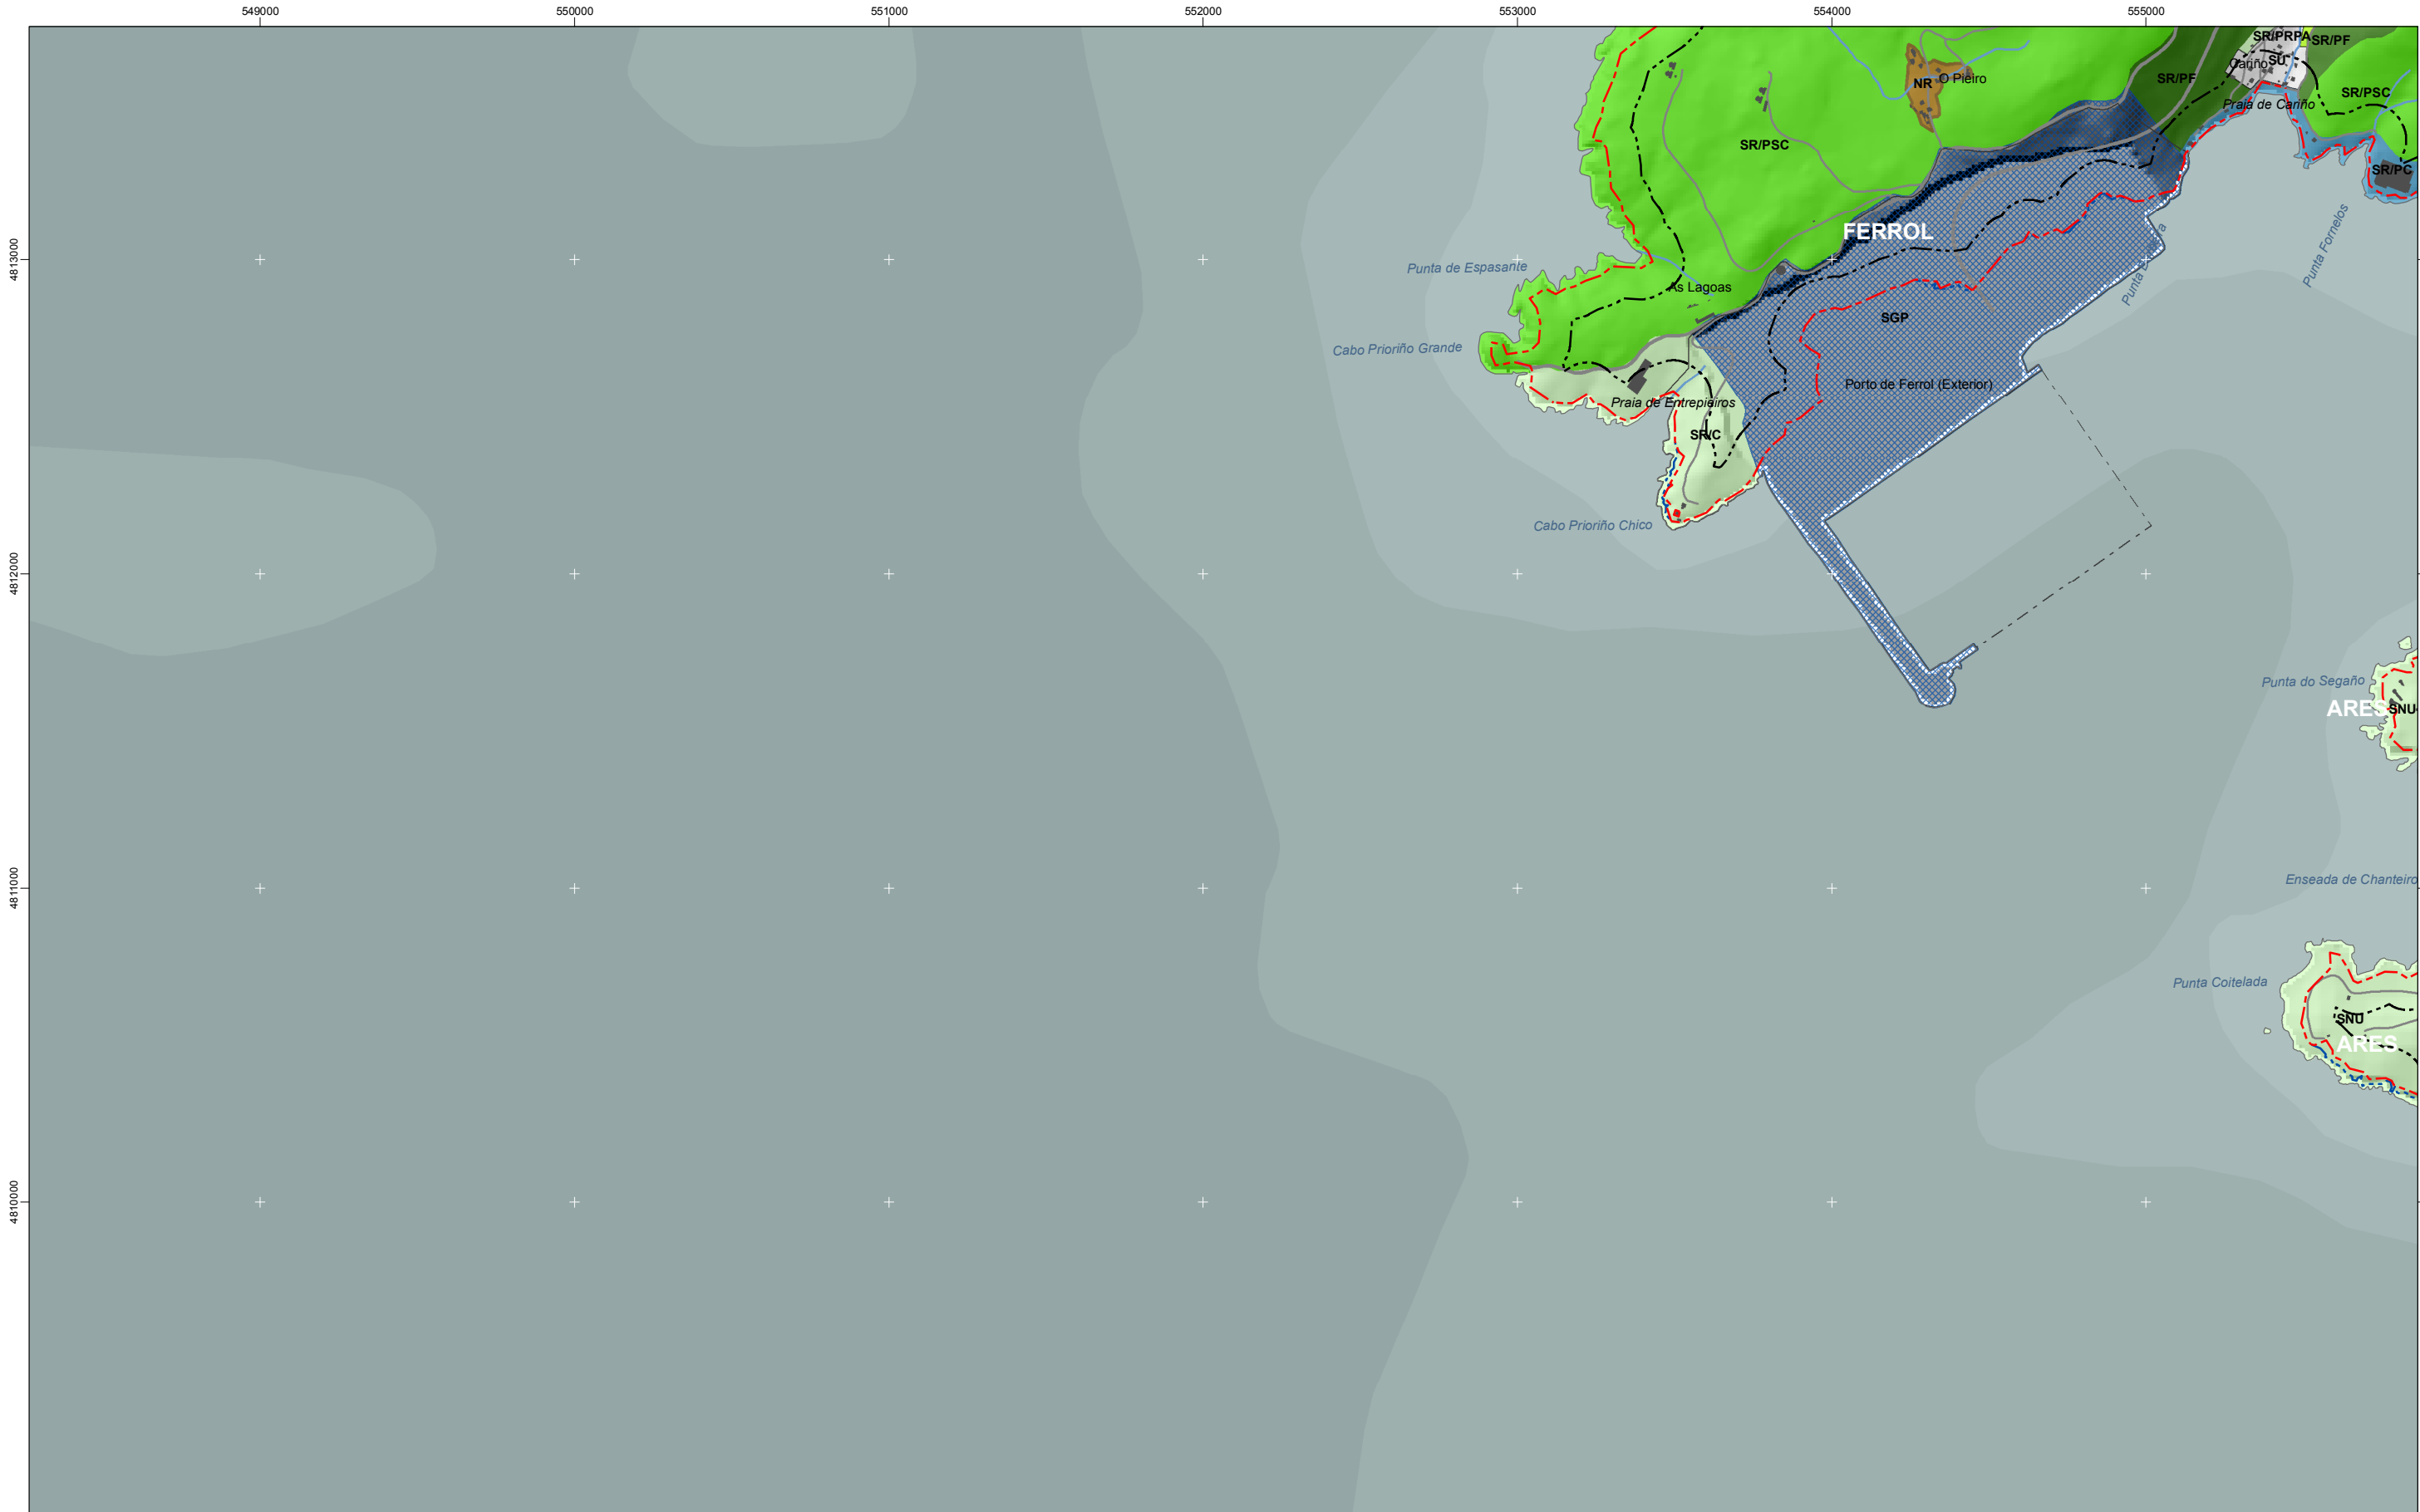 549000
550000
551000
552000
553000
554000
555000
SR/PRPA
SR/PF
Cariño
SU
NR
O Pieiro
SR/PF
SR/PSC
Praia de Cariño
SR/PSC
SR/PC
FERROL
4813000
Punta de Espasante
Punta Fornelos
As Lagoas
SGP
Cabo Prioriño Grande
Porto de Ferrol (Exterior)
Praia de Entrepieiros
SR/C
Cabo Prioriño Chico
4812000
Punta do Segaño
ARES
SNU
4811000
Enseada de Chanteiro
Punta Coitelada
SNU
ARES
4810000